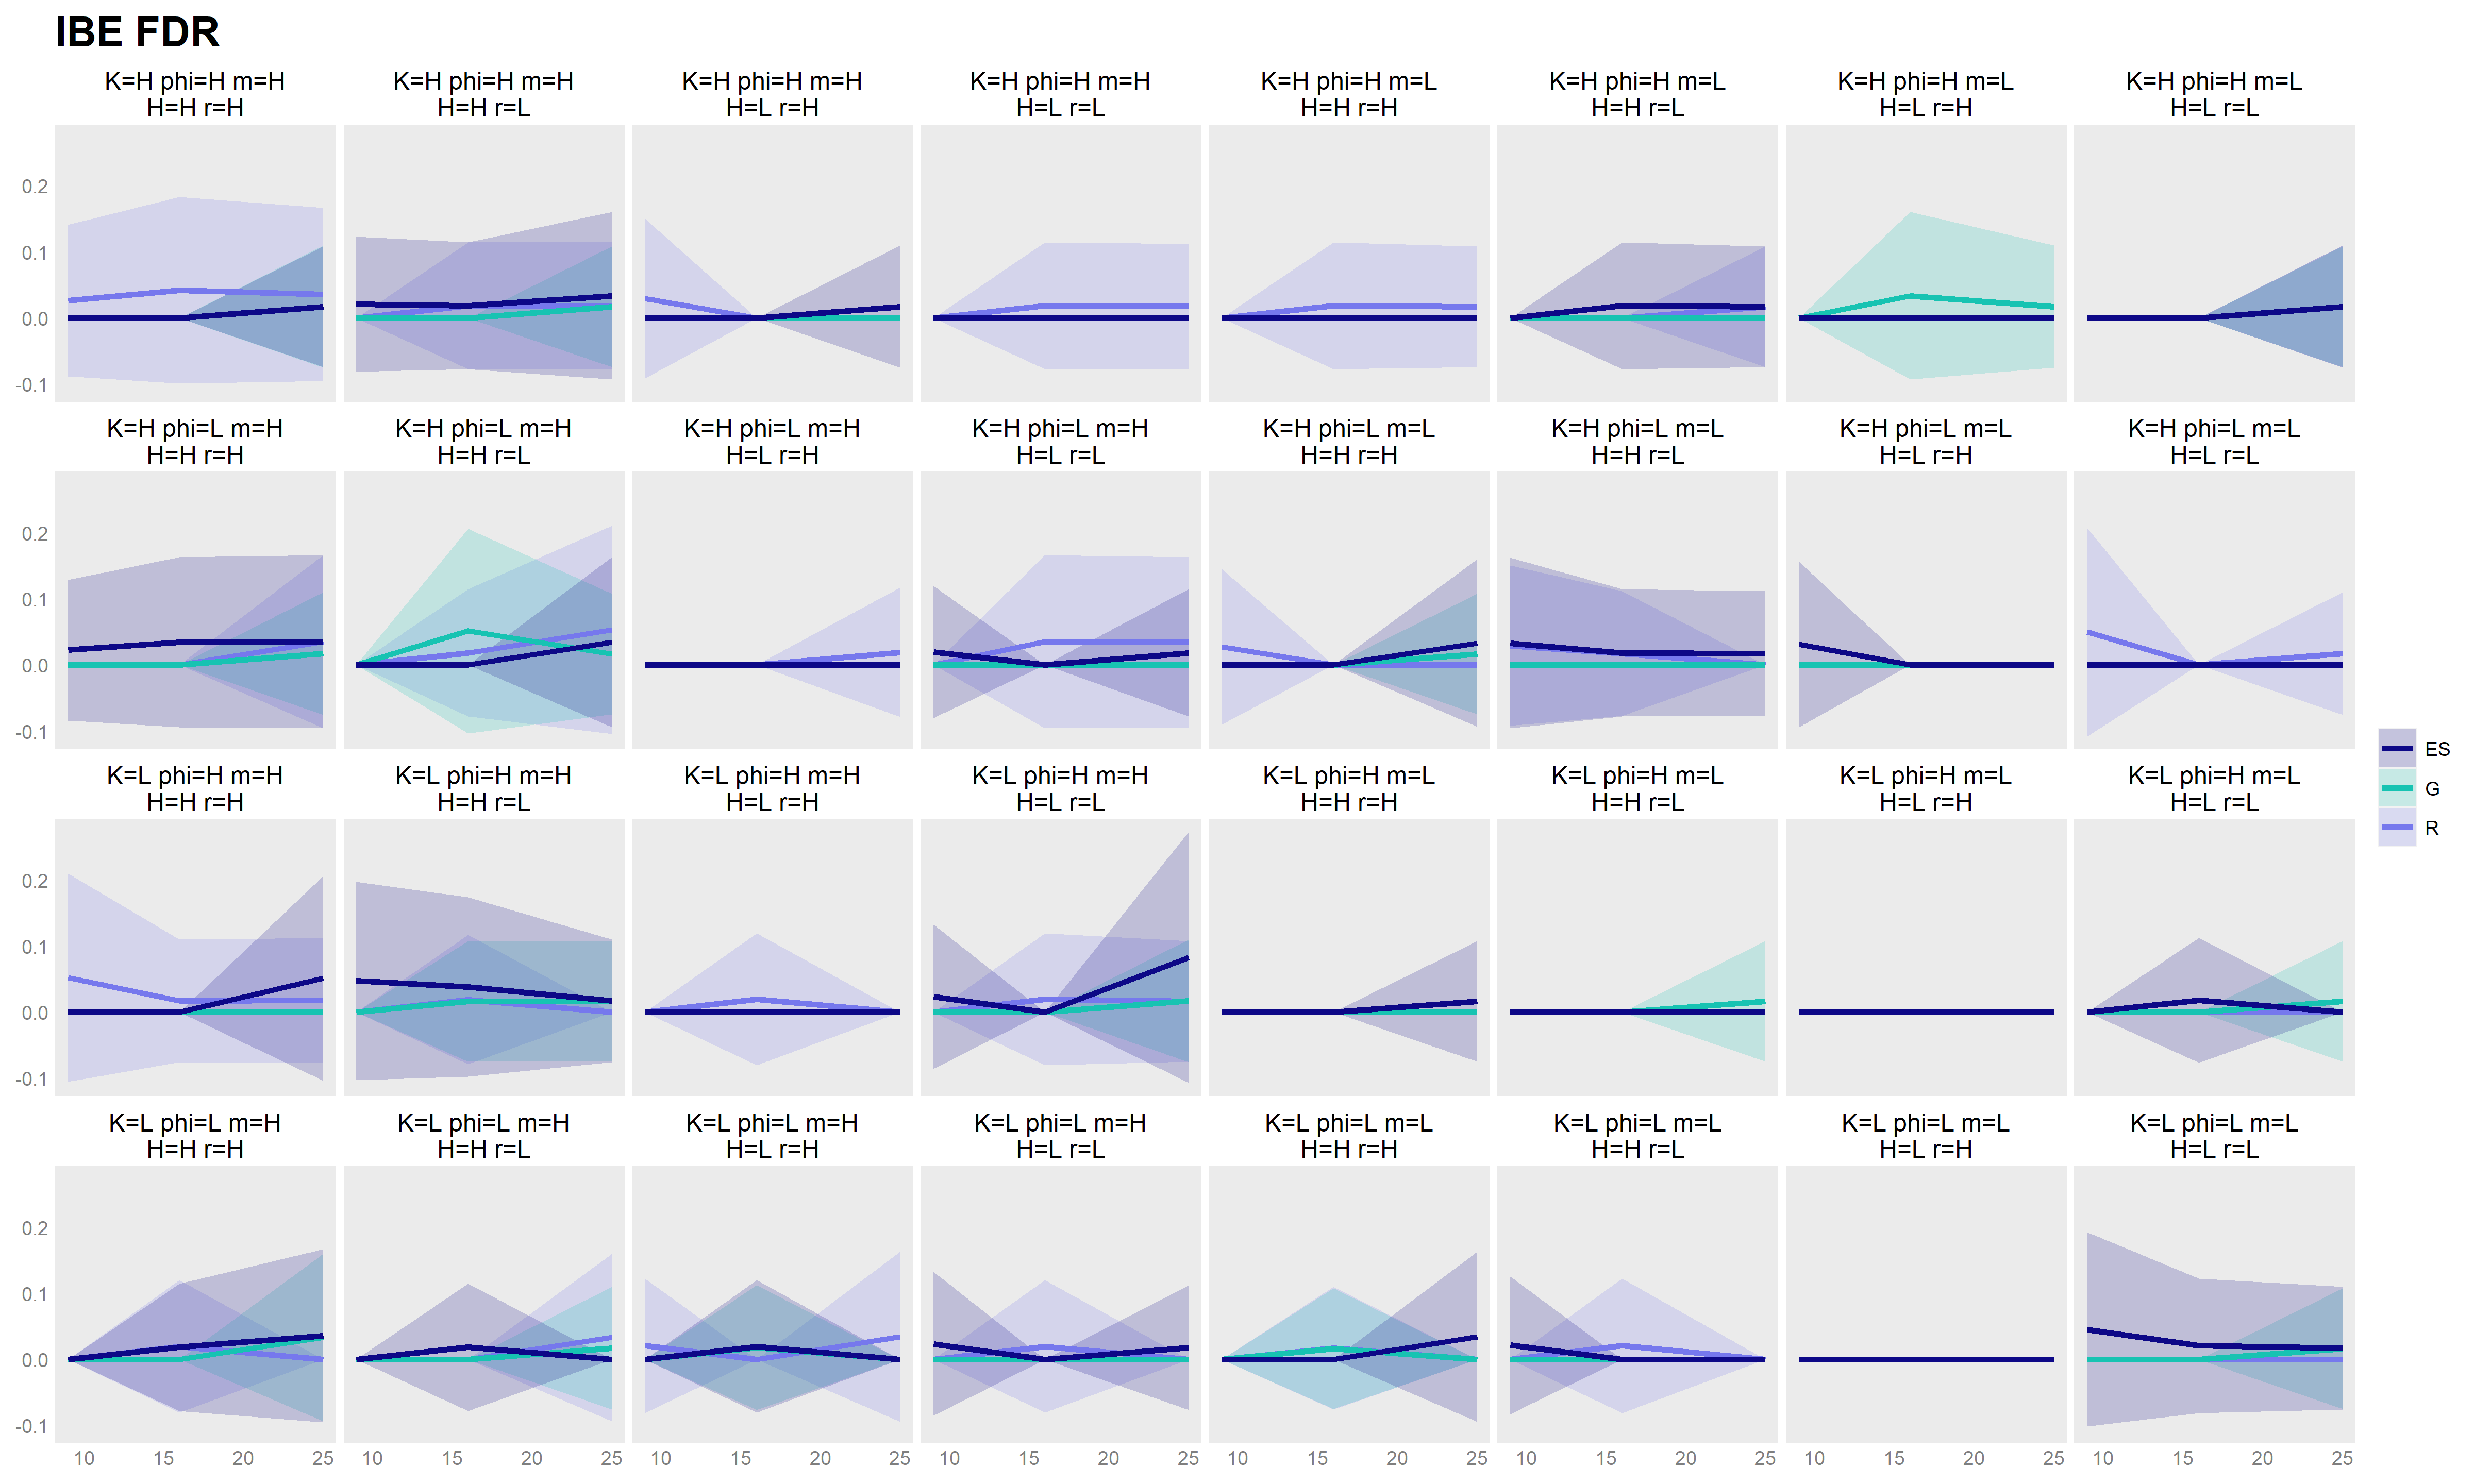 IBE FDR
K=H phi=H m=H K=H phi=H m=H K=H phi=H m=H K=H phi=H m=H K=H phi=H m=L K=H phi=H m=L K=H phi=H m=L K=H phi=H m=L
H=H r=H H=H r=L H=L r=H H=L r=L H=H r=H H=H r=L H=L r=H H=L r=L
0.2
0.1
0.0
-0.1
K=H phi=L m=H K=H phi=L m=H K=H phi=L m=H K=H phi=L m=H K=H phi=L m=L K=H phi=L m=L K=H phi=L m=L K=H phi=L m=L
H=H r=H H=H r=L H=L r=H H=L r=L H=H r=H H=H r=L H=L r=H H=L r=L
0.2
0.1
0.0
-0.1
ES
G
R
K=L phi=H m=H K=L phi=H m=H K=L phi=H m=H K=L phi=H m=H K=L phi=H m=L K=L phi=H m=L K=L phi=H m=L K=L phi=H m=L
H=H r=H H=H r=L H=L r=H H=L r=L H=H r=H H=H r=L H=L r=H H=L r=L
0.2
0.1
0.0
-0.1
K=L phi=L m=H K=L phi=L m=H K=L phi=L m=H K=L phi=L m=H K=L phi=L m=L K=L phi=L m=L K=L phi=L m=L K=L phi=L m=L
H=H r=H H=H r=L H=L r=H H=L r=L H=H r=H H=H r=L H=L r=H H=L r=L
0.2
0.1
0.0
-0.1
10 15 20 25 10 15 20 25 10 15 20 25 10 15 20 25 10 15 20 25 10 15 20 25 10 15 20 25 10 15 20 25